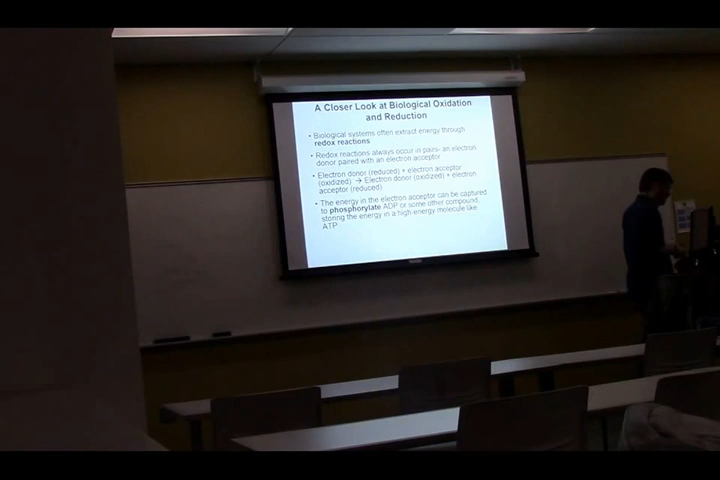 A Closer Look at Biological Oxidation
and Reduction
• Biological systems often extract energy through
redox reactions
• Redox reactions always occur in pairs- an electron
donor paired with an electron acceptor
• Electron donor (reduced) + electron acceptor
(oxidized) → Electron donor (oxidized) + electron
acceptor (reduced)
• The energy in the electron acceptor can be captured
to phosphorylate ADP or some other compound,
storing the energy in a high-energy molecule like
ATP